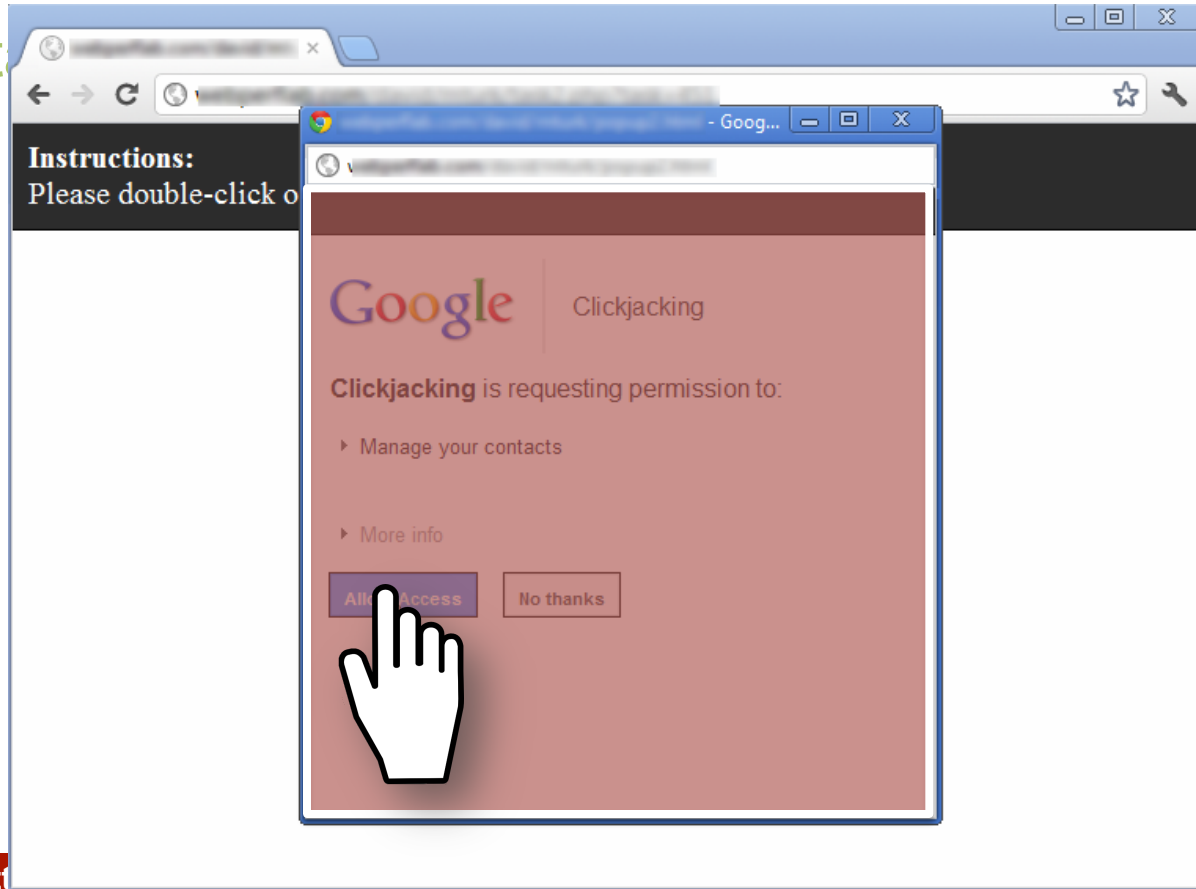 - Goog...
Instructions:
Please double-click o
Google Clickjacking
Clickjacking is requesting permission to:
Manage your contacts
More info
Access No thanks